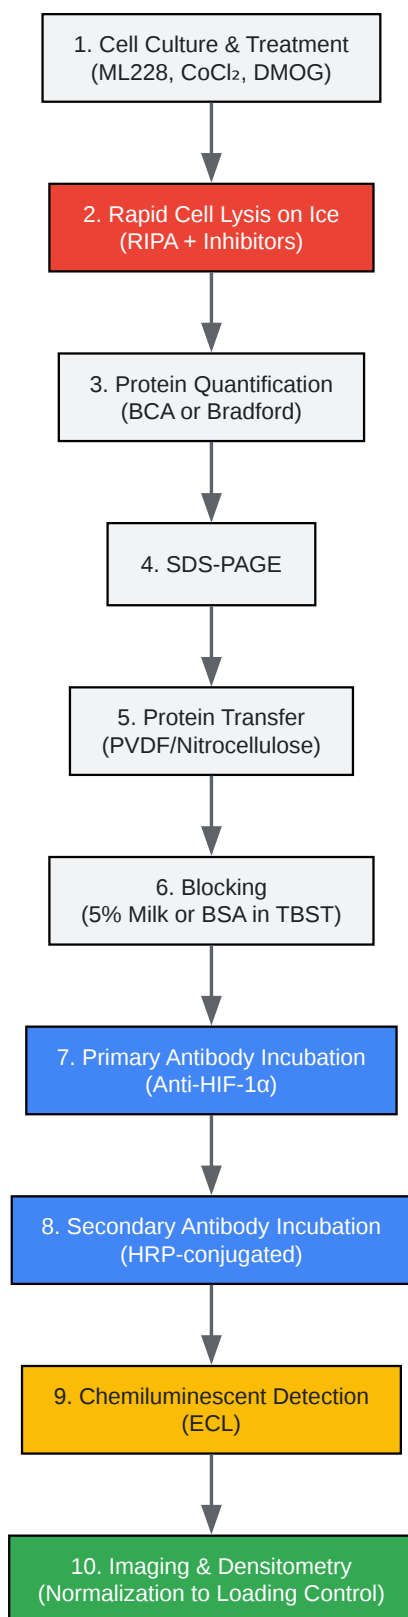 1. Cell Culture & Treatment
(ML228, CoCl₂, DMOG)
2. Rapid Cell Lysis on Ice
(RIPA + Inhibitors)
3. Protein Quantification
(BCA or Bradford)
4. SDS-PAGE
5. Protein Transfer
(PVDF/Nitrocellulose)
6. Blocking
(5% Milk or BSA in TBST)
7. Primary Antibody Incubation
(Anti-HIF-1α)
8. Secondary Antibody Incubation
(HRP-conjugated)
9. Chemiluminescent Detection
(ECL)
10. Imaging & Densitometry
(Normalization to Loading Control)